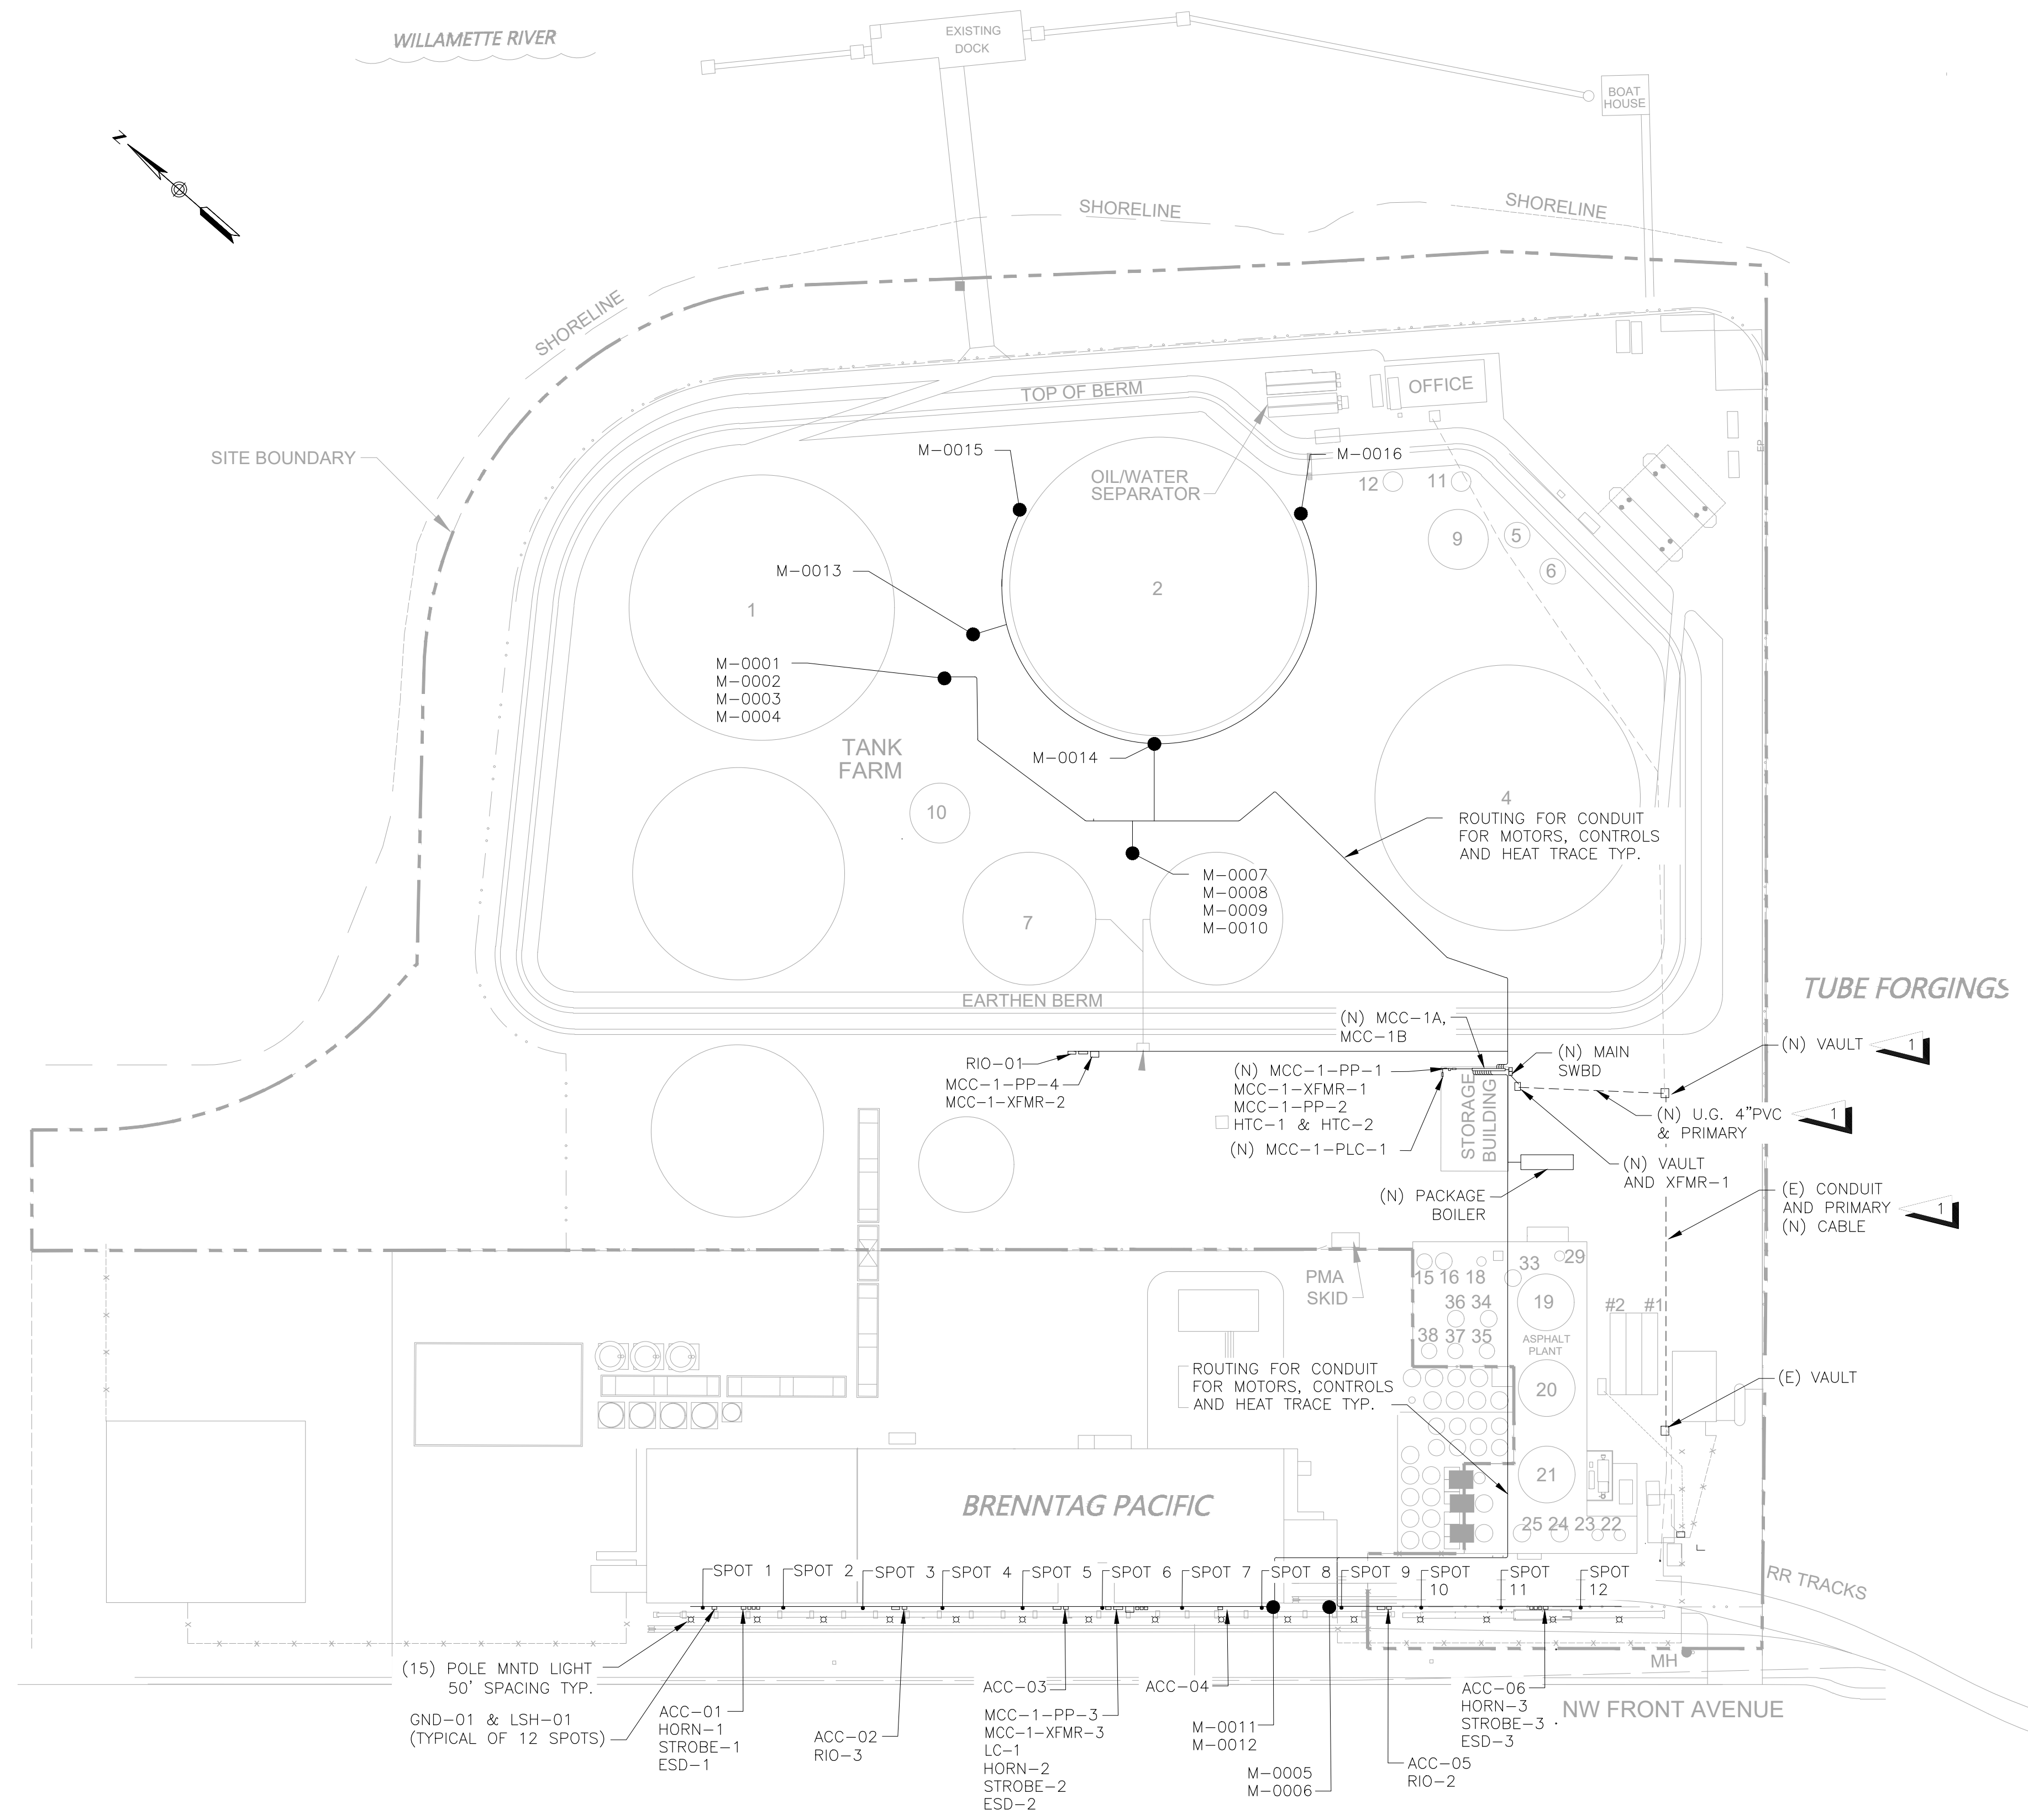 WILLAMETTE RIVER
EXISTING
DOCK
BOAT
HOUSE
N
SHORELINE
SHORELINE
SHORELINE
SITE BOUNDARY
TOP OF BERM
OFFICE
M-0015
M-0016
OIL/WATER
SEPARATOR
12
11
9
5
6
EP
M-0013
1
2
M-0001
M-0002
M-0003
M-0004
TANK
FARM
M-0014
10
4
ROUTING FOR CONDUIT
FOR MOTORS, CONTROLS
AND HEAT TRACE TYP.
M-0007
M-0008
M-0009
M-0010
7
EARTHEN BERM
TUBE FORGINGS
(N) MCC-1A,
MCC-1B
(N) MAIN
SWBD
(N) VAULT
1
RIO-01
MCC-1-PP-4
MCC-1-XFMR-2
(N) MCC-1-PP-1
MCC-1-XFMR-1
MCC-1-PP-2
HTC-1 & HTC-2
(N) MCC-1-PLC-1
STORAGE
BUILDING
(N) U.G. 4"PVC
& PRIMARY
1
(N) VAULT
AND XFMR-1
(N) PACKAGE
BOILER
(E) CONDUIT
AND PRIMARY
(N) CABLE
1
PMA
SKID
15 16 18
33
29
36 34
19
38 37 35
ASPHALT
PLANT
#2 #1
ROUTING FOR CONDUIT
FOR MOTORS, CONTROLS
AND HEAT TRACE TYP.
20
(E) VAULT
21
BRENNTAG PACIFIC
25 24 23 22
SPOT 1
SPOT 2
SPOT 3
SPOT 4
SPOT 5
SPOT 6
SPOT 7
SPOT 8
SPOT 9
SPOT
10
SPOT
11
SPOT
12
RR TRACKS
(15) POLE MNTD LIGHT
50' SPACING TYP.
GND-01 & LSH-01
(TYPICAL OF 12 SPOTS)
ACC-01
HORN-1
STROBE-1
ESD-1
ACC-02
RIO-3
ACC-03
MCC-1-PP-3
MCC-1-XFMR-3
LC-1
HORN-2
STROBE-2
ESD-2
ACC-04
M-0011
M-0012
M-0005
M-0006
ACC-05
RIO-2
ACC-06
HORN-3
STROBE-3
ESD-3
MH
NW FRONT AVENUE